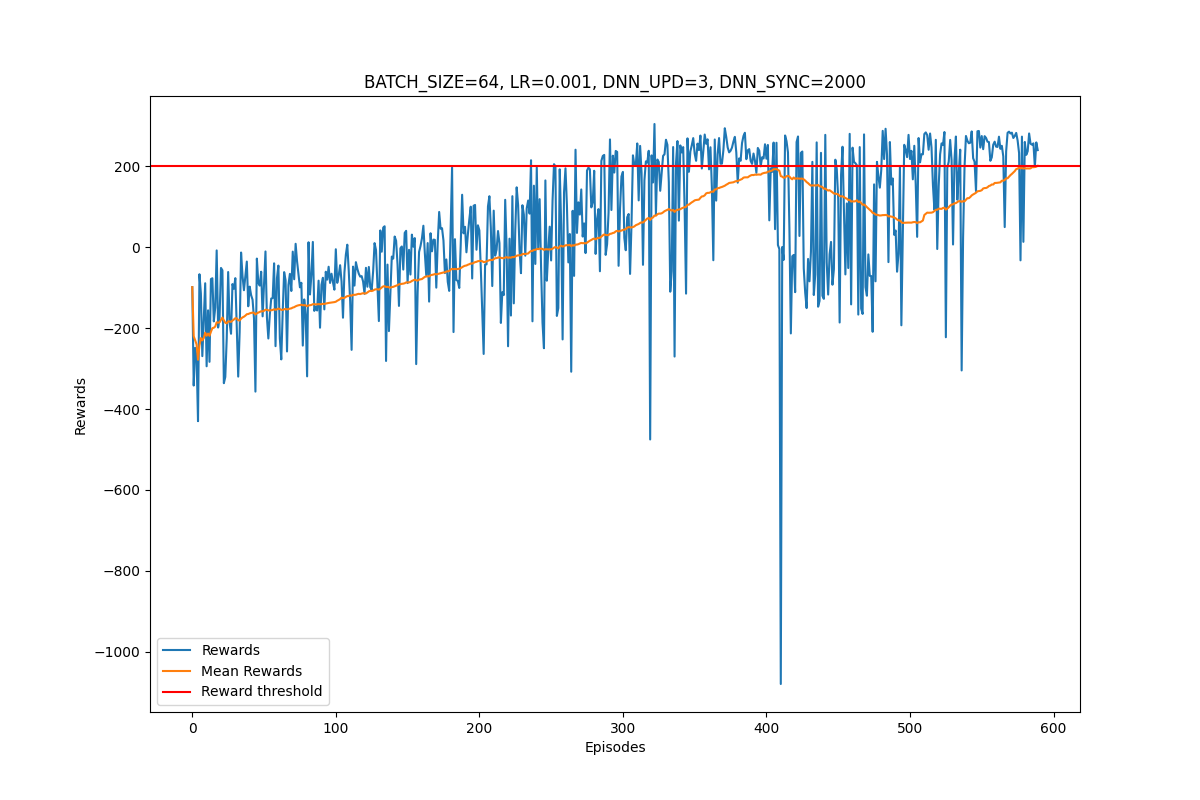 BATCH_SIZE=64, LR=0.001, DNN_UPD=3, DNN_SYNC=2000
Rewards
200
0
−200
−400
−600
−800
−1000
Rewards
Mean Rewards
Reward threshold
0 100 200 300 400 500 600
Episodes